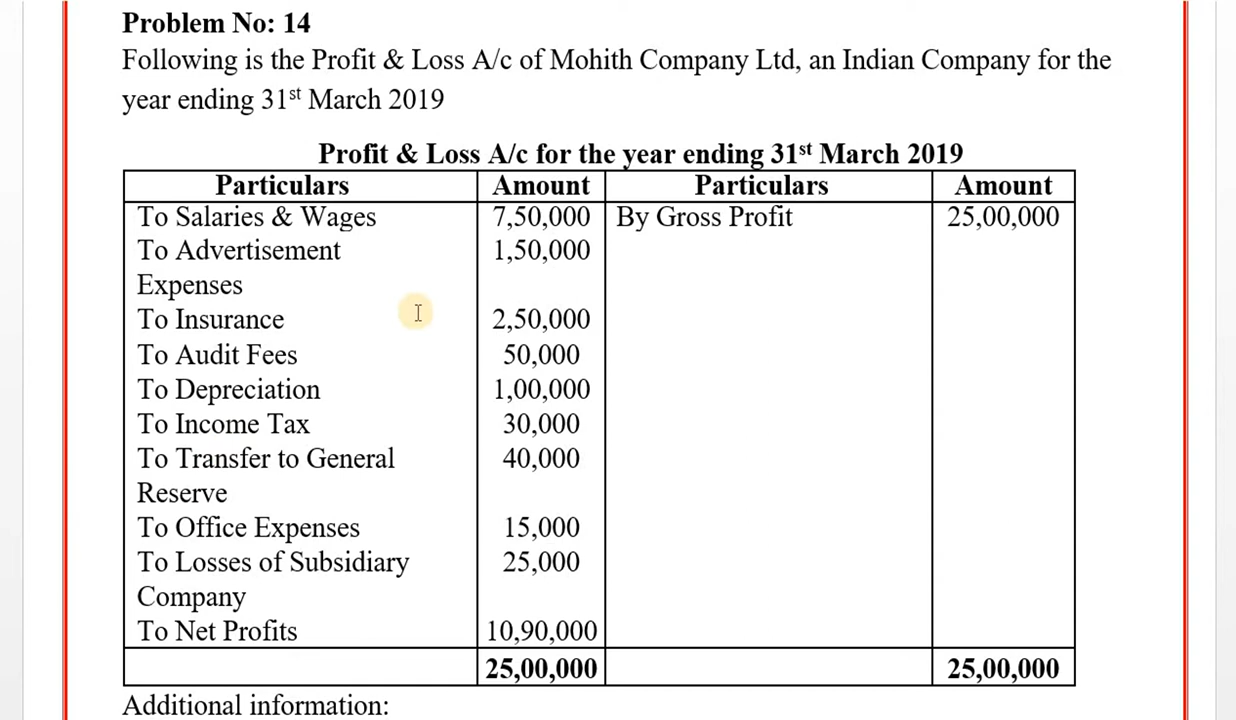 Problem No: 14
Following is the Profit & Loss A/c of Mohith Company Ltd, an Indian Company for the
year ending 31st March 2019
Profit & Loss A/c for the year ending 31st March 2019
Particulars Amount Particulars Amount
To Salaries & Wages 7,50,000 By Gross Profit 25,00,000
To Advertisement 1,50,000
Expenses
To Insurance 2,50,000
To Audit Fees 50,000
To Depreciation 1,00,000
To Income Tax 30,000
To Transfer to General 40,000
Reserve
To Office Expenses 15,000
To Losses of Subsidiary 25,000
Company
To Net Profits 10,90,000
25,00,000 25,00,000
Additional information: